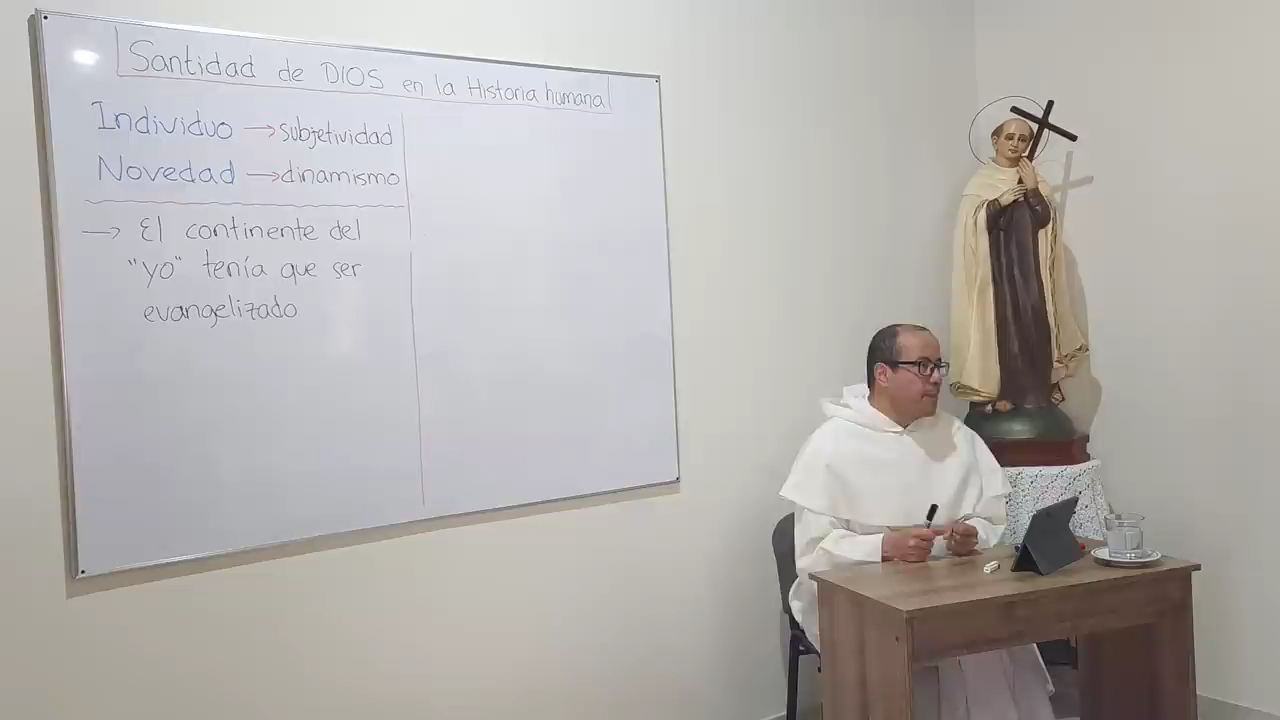 Santidad de DIOS en la Historia humana
Individuo → subjetividad
Novedad → dinamismo
→ El continente del
"yo" tenía que ser
evangelizado